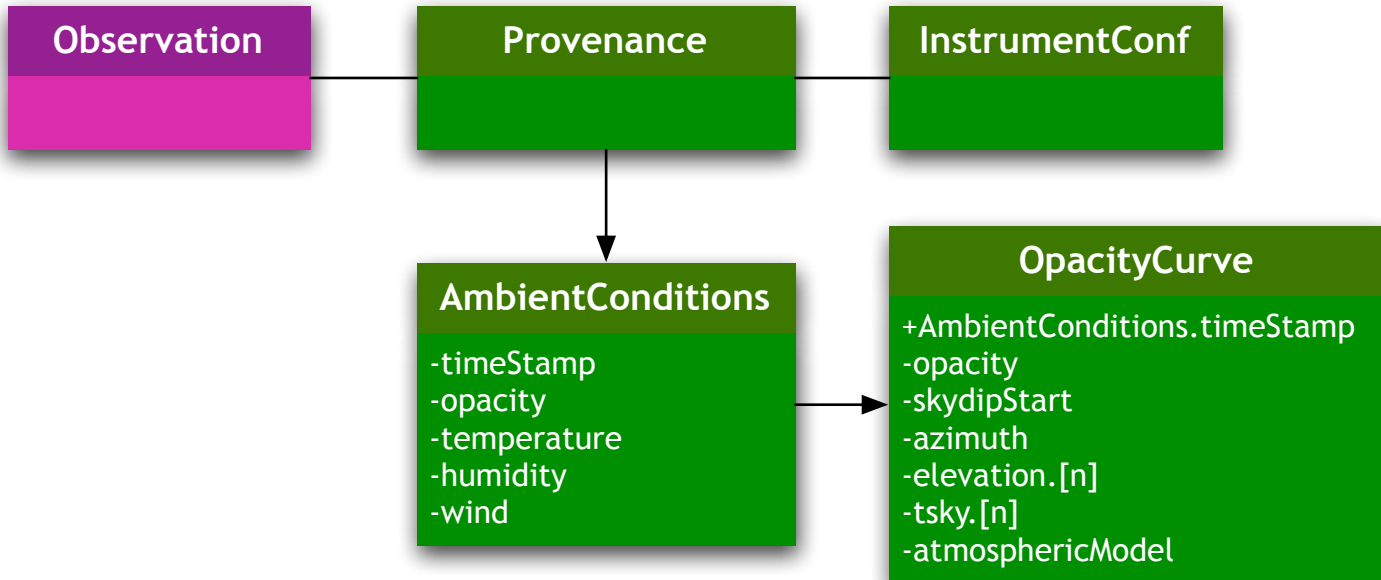 Observation
Provenance
InstrumentConf
AmbientConditions
-timeStamp
-opacity
-temperature
-humidity
-wind
OpacityCurve
+AmbientConditions.timeStamp
-opacity
-skydipStart
-azimuth
-elevation.[n]
-tsky.[n]
-atmosphericModel